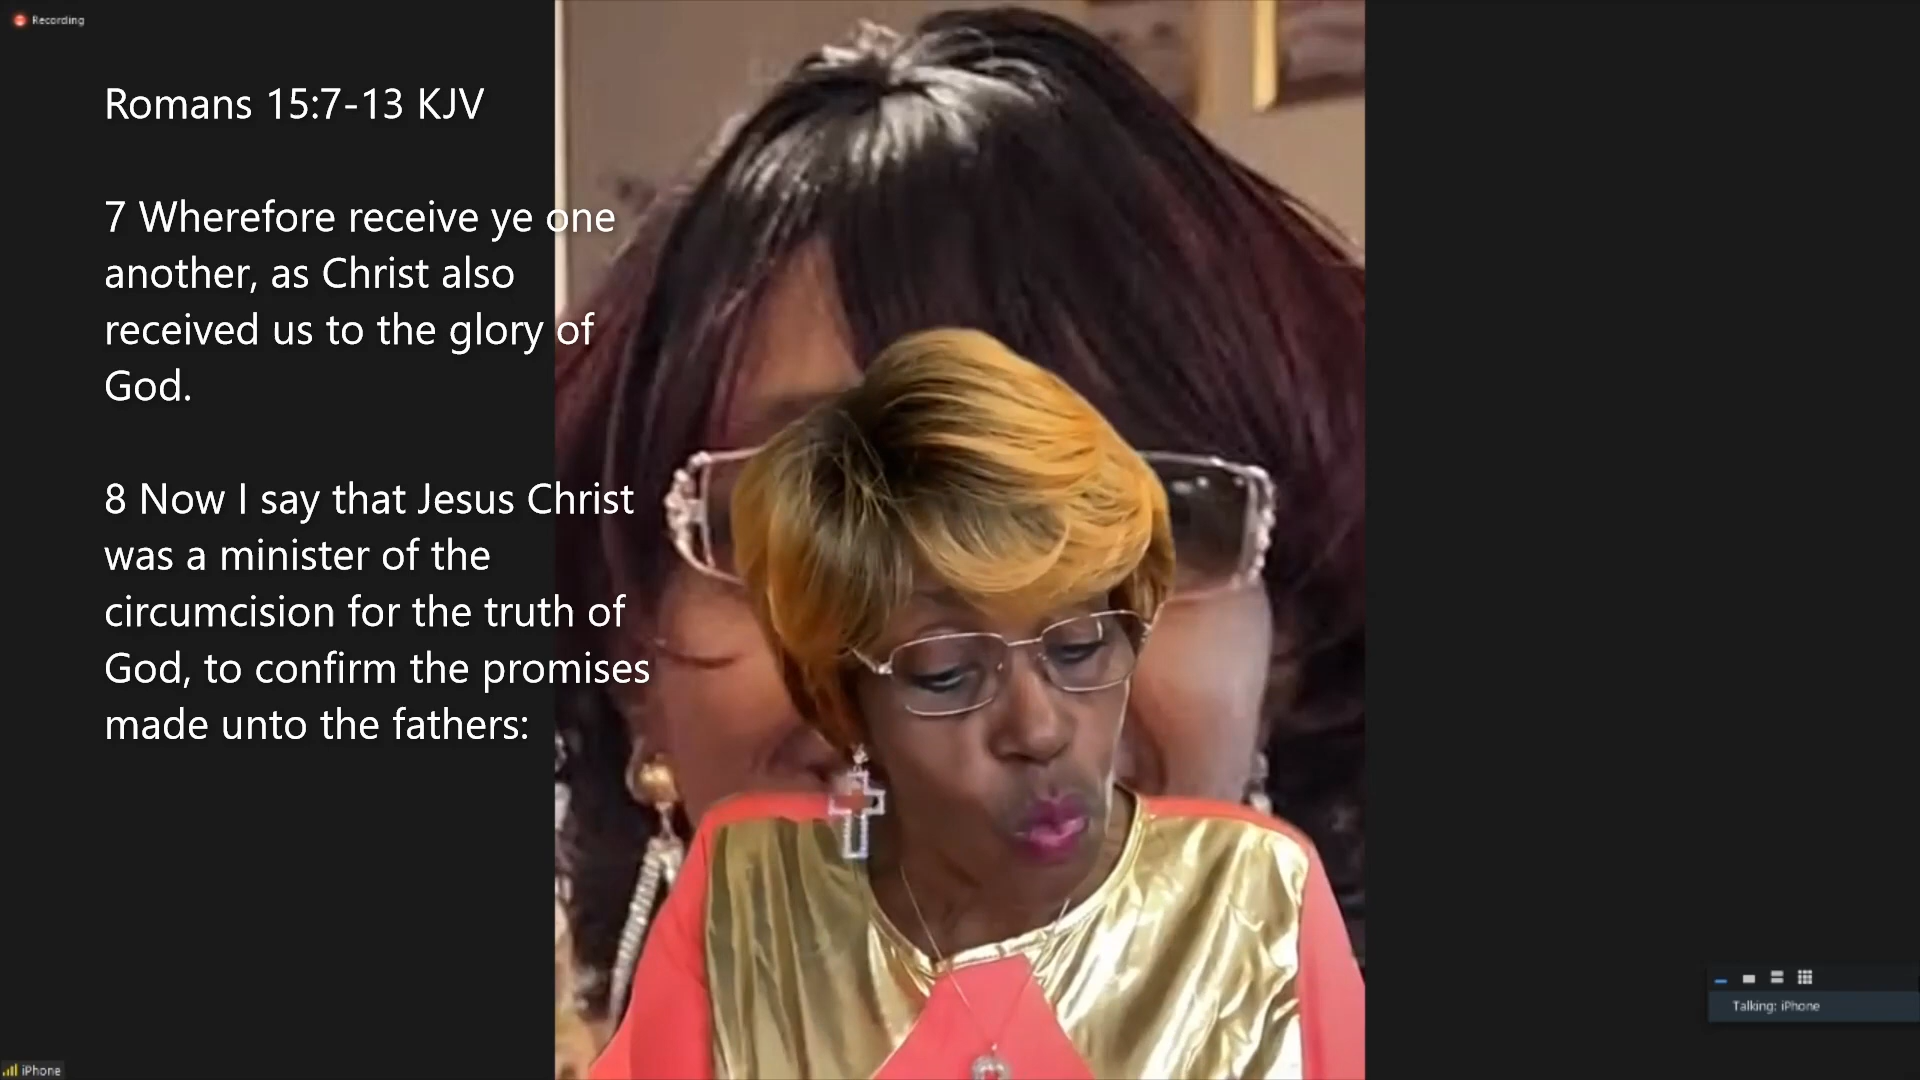 Recording
Romans 15:7-13 KJV
7 Wherefore receive ye one
another, as Christ also
received us to the glory of
God.
8 Now I say that Jesus Christ
was a minister of the
circumcision for the truth of
God, to confirm the promises
made unto the fathers:
Talking: iPhone
iPhone